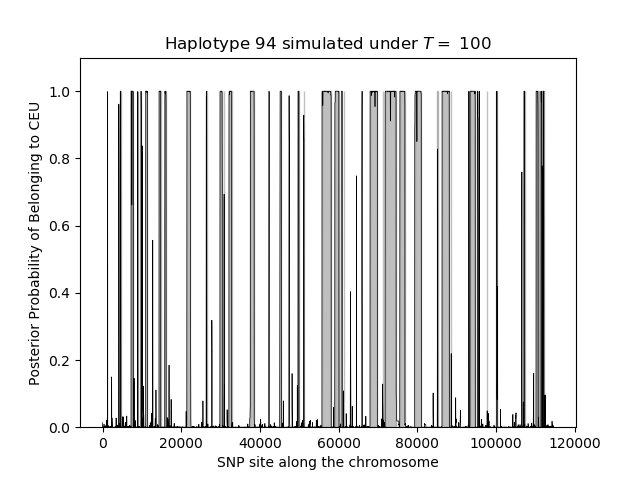 Haplotype 94 simulated under T = 100
Posterior Probability of Belonging to CEU
1.0
0.8
0.6
0.4
0.2
0.0
0 20000 40000 60000 80000 100000 120000
SNP site along the chromosome